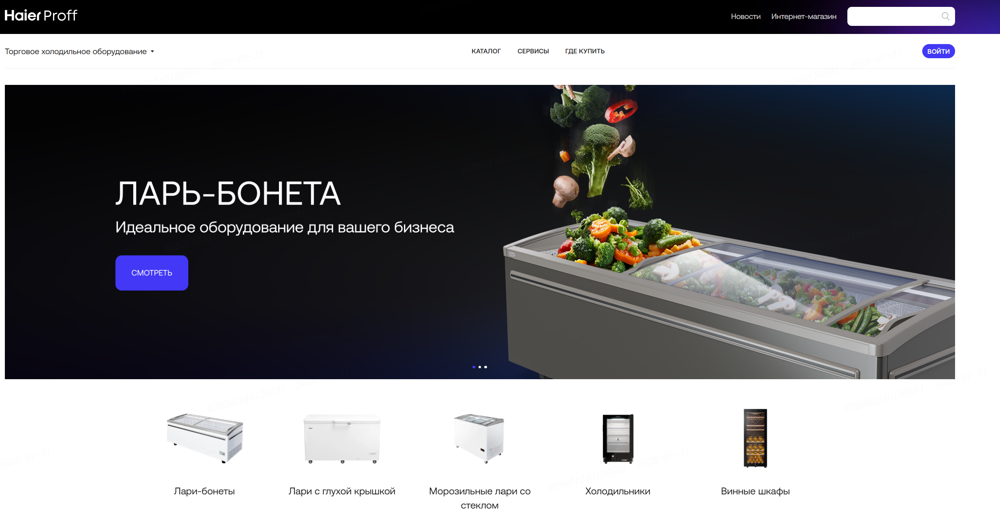 Haier Proff
Новости
Интернет-магазин
Торговое холодильное оборудование
КАТАЛОГ
СЕРВИСЫ
ГДЕ КУПИТЬ
ВОЙТИ
ЛАРЬ-БОНЕТА
Идеальное оборудование для вашего бизнеса
СМОТРЕТЬ
Лари-бонеты
Лари с глухой крышкой
Морозильные лари со
стеклом
Холодильники
Винные шкафы